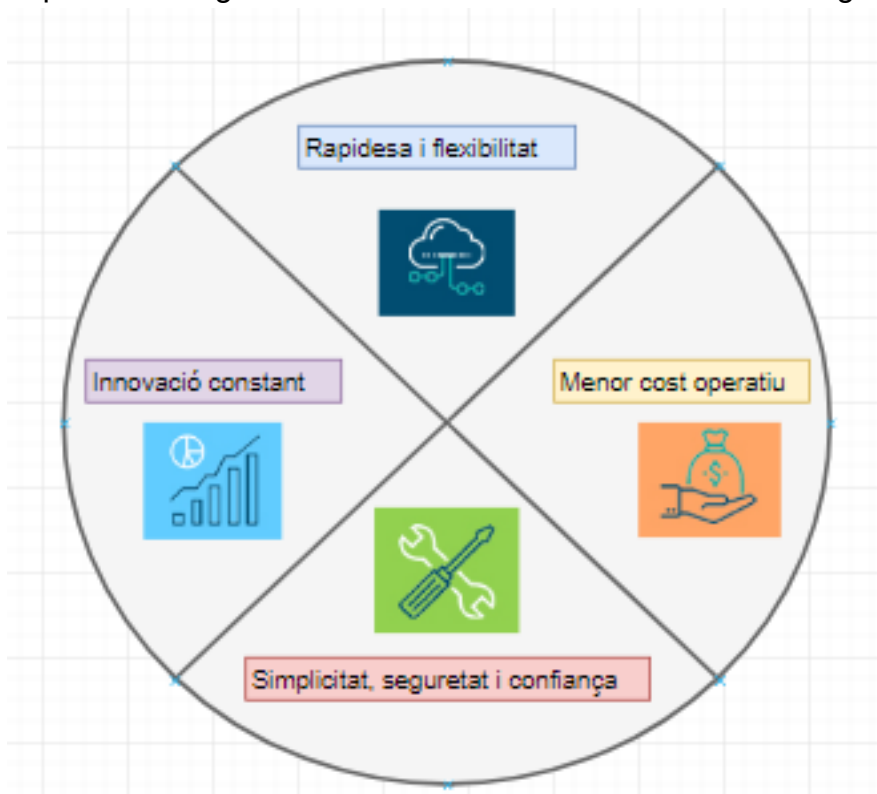 Rapidesa i flexibilitat
Innovació constant
Menor cost operatiu
Simplicitat, seguretat i confiança